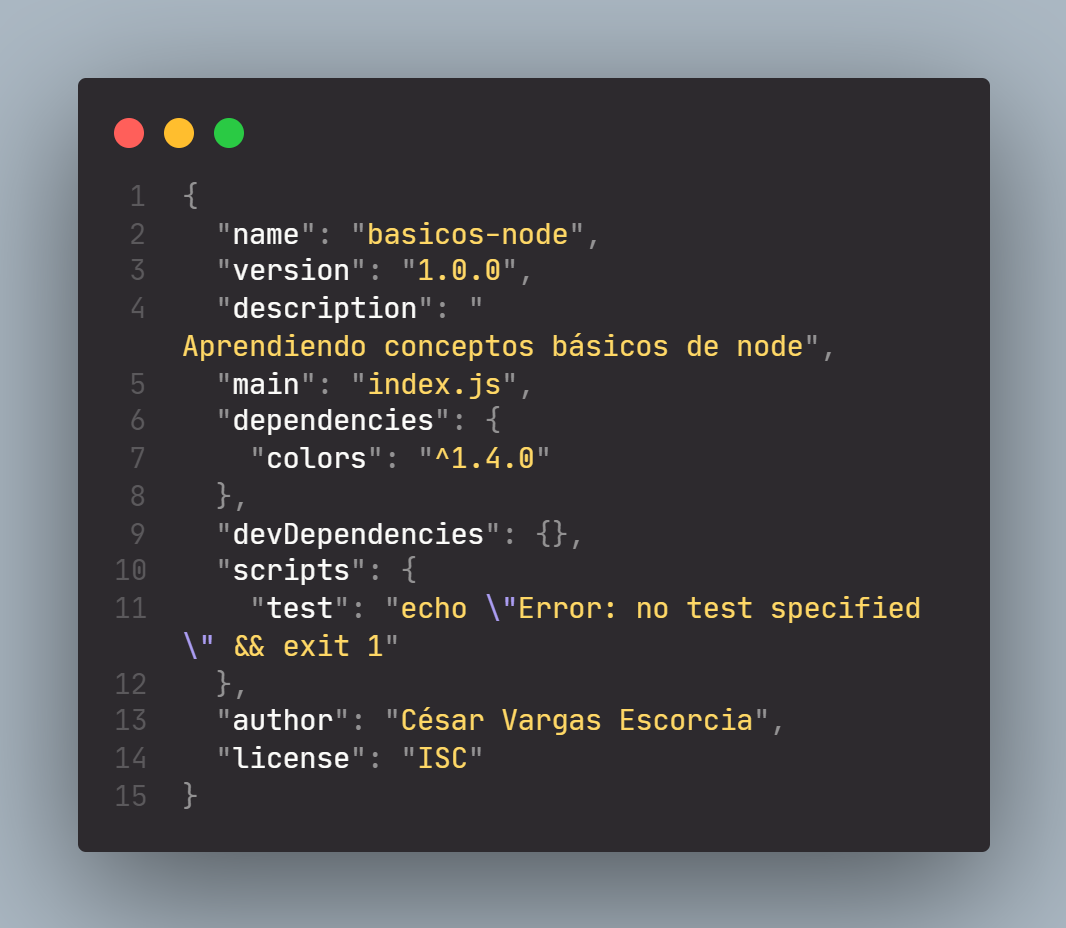 1 {
2   "name": "basicos-node",
3   "version": "1.0.0",
4   "description": "
Aprendiendo conceptos básicos de node",
5   "main": "index.js",
6   "dependencies": {
7     "colors": "^1.4.0"
8   },
9   "devDependencies": {},
10   "scripts": {
11     "test": "echo \"Error: no test specified
\" && exit 1"
12   },
13   "author": "César Vargas Escorcia",
14   "license": "ISC"
15 }